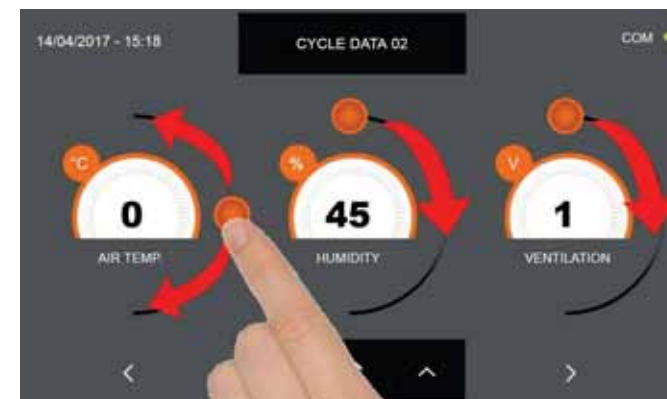 14/04/2017 - 15:18
CYCLE DATA 02
COM
°C
%
V
0
45
1
AIR TEMP
HUMIDITY
VENTILATION